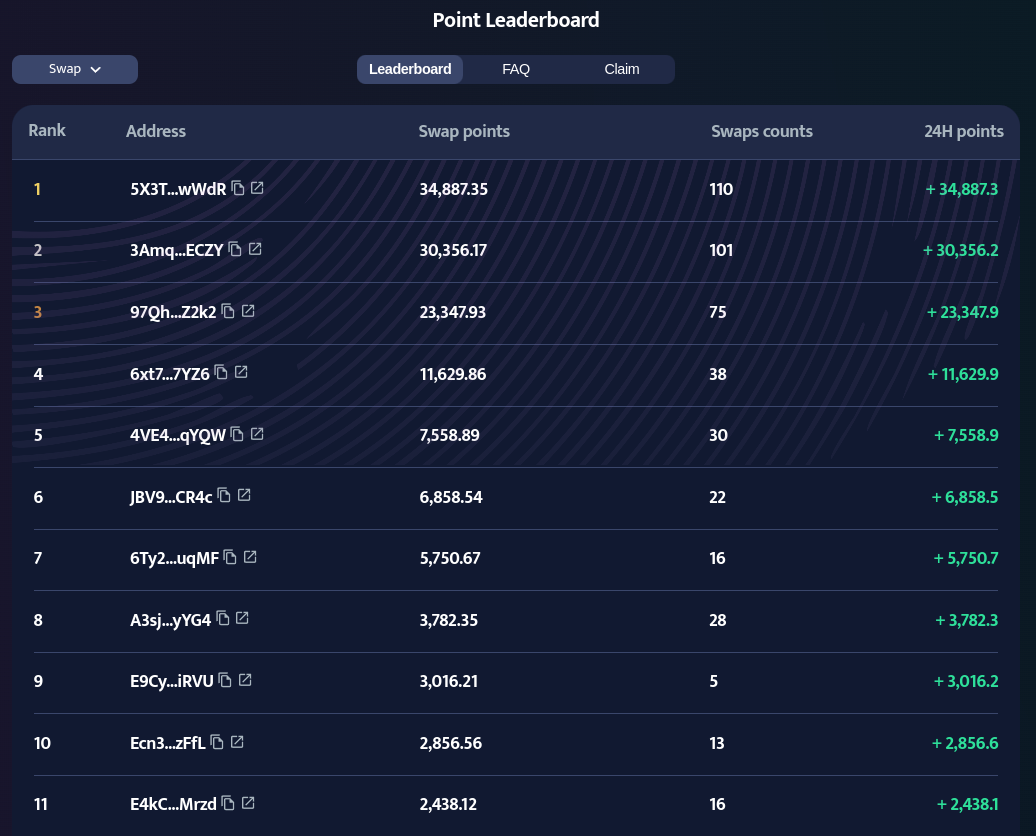 Point Leaderboard
Swap Leaderboard FAQ Claim
Rank Address Swap points Swaps counts 24H points
1 5X3T...wWdR 34,887.35 110 + 34,887.3
2 3Amq...ECZY 30,356.17 101 + 30,356.2
3 97Qh...Z2k2 23,347.93 75 + 23,347.9
4 6xt7...7YZ6 11,629.86 38 + 11,629.9
5 4VE4...qYQW 7,558.89 30 + 7,558.9
6 JBV9...CR4c 6,858.54 22 + 6,858.5
7 6Ty2...uqMF 5,750.67 16 + 5,750.7
8 A3sj...yYG4 3,782.35 28 + 3,782.3
9 E9Cy...iRVU 3,016.21 5 + 3,016.2
10 Ecn3...zFfL 2,856.56 13 + 2,856.6
11 E4kC...Mrzd 2,438.12 16 + 2,438.1